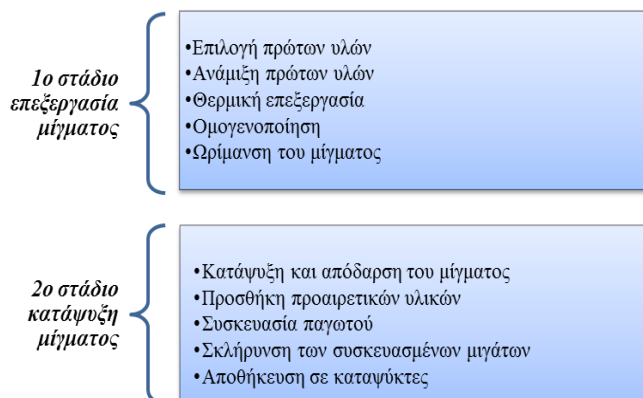 1ο στάδιο
επεξεργασία
μίγματος
•Επιλογή πρώτων υλών
•Ανάμιξη πρώτων υλών
•Θερμική επεξεργασία
•Ομογενοποίηση
•Ωρίμανση του μίγματος
2ο στάδιο
κατάψυξη
μίγματος
•Κατάψυξη και απόδαρση του μίγματος
•Προσθήκη προαιρετικών υλικών
•Συσκευασία παγωτού
•Σκλήρυνση των συσκευασμένων μιγάτων
•Αποθήκευση σε καταψύκτες